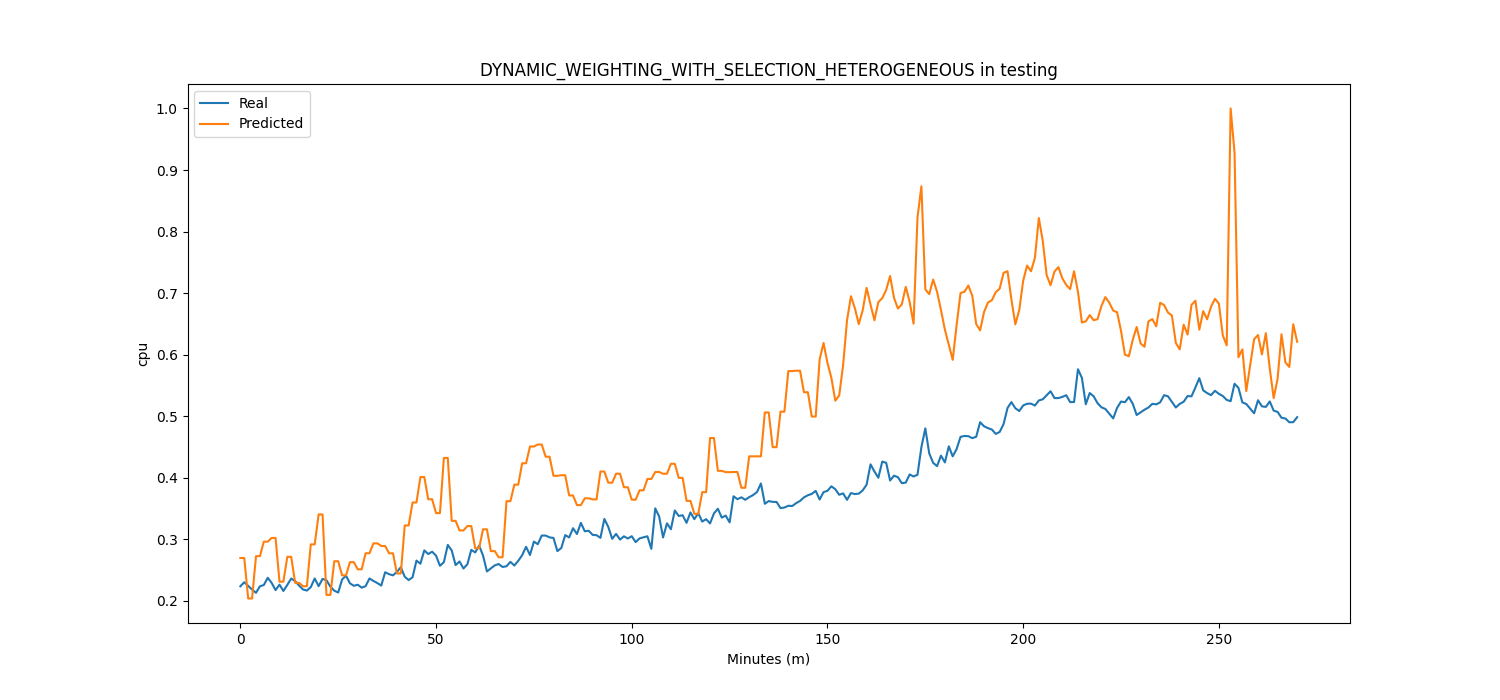 DYNAMIC_WEIGHTING_WITH_SELECTION_HETEROGENEOUS in testing
Real
Predicted
1.0
0.9
0.8
0.7
0.6
0.5
0.4
0.3
0.2
cpu
0 50 100 150 200 250
Minutes (m)